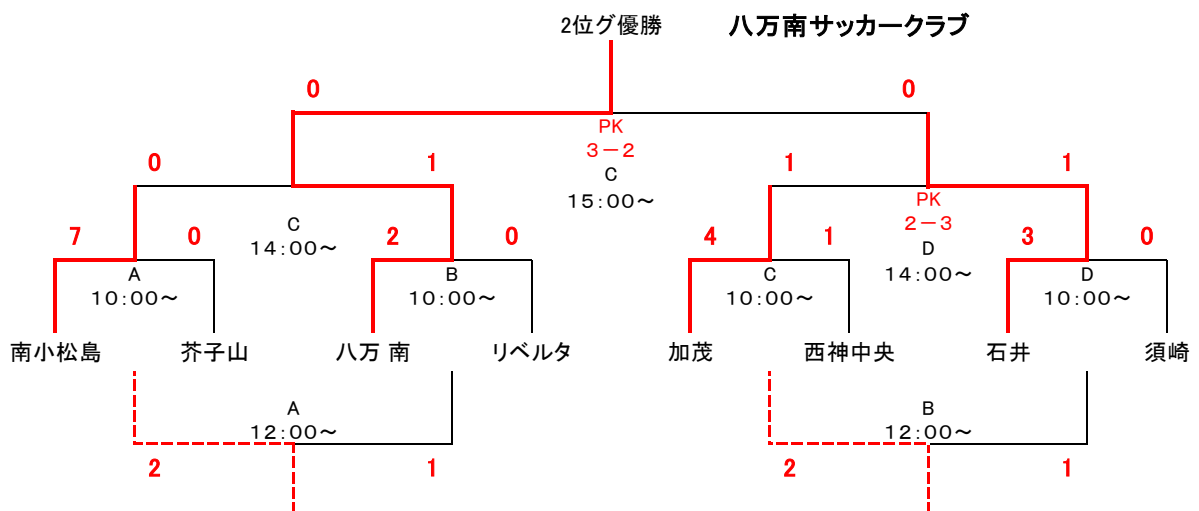 2位グ優勝 八万南サッカークラブ
0 0
PK
3－2
C
15:00～
0 1 1 1
PK
2－3
C D
14:00～ 14:00～
7 0 2 0 4 1 3 0
A B C D
10:00～ 10:00～ 10:00～ 10:00～
南小松島 芥子山 八万 南 リベルタ 加茂 西神中央 石井 須崎
A B
12:00～ 12:00～
2 1 2 1